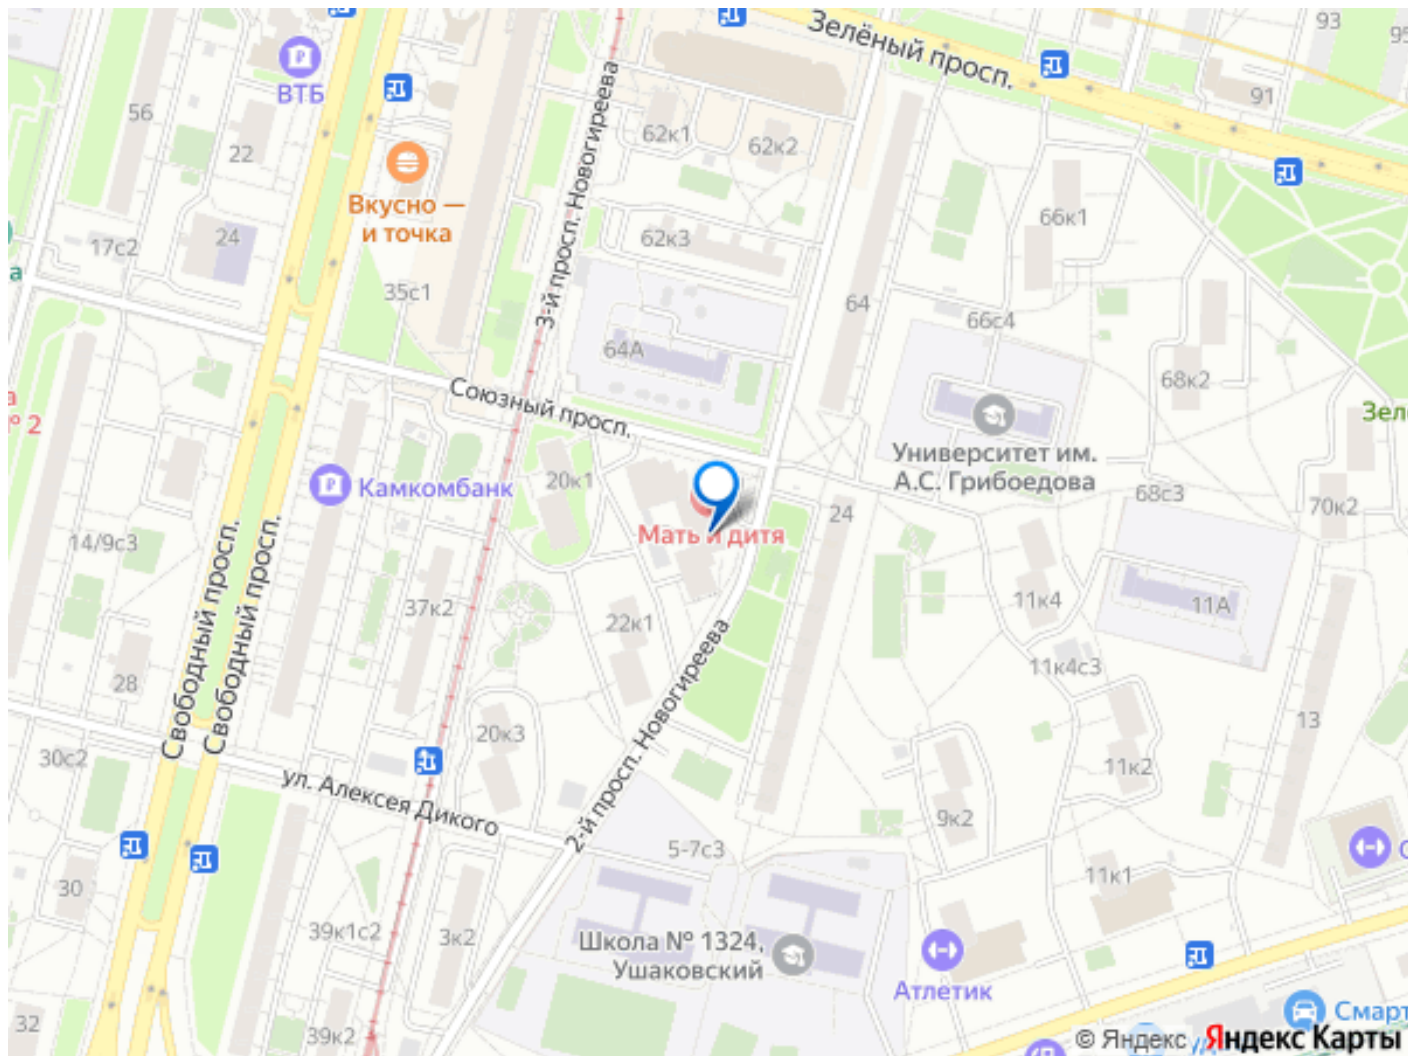 Зелёный просп.
93
95
ВТБ
91
56
62к1
62к2
22
Вкусно —
и точка
66к1
17с2
24
62к3
3-й просп. Новогиреева
35с1
64
66с4
64А
68к2
Союзный просп.
№ 2
Университет им.
А.С. Грибоедова
Камкомбанк
20к1
68с3
70к2
24
Мать и дитя
14/9с3
Свободный просп.
Свободный просп.
37к2
22к1
11к4
11А
11к4с3
28
2-й просп. Новогиреева
13
20к3
30с2
11к2
ул. Алексея Дикого
9к2
5-7с3
30
11к1
39к1с2
3к2
Школа № 1324,
Ушаковский
Атлетик
32
39к2
Смарт
© Яндекс Яндекс Карты